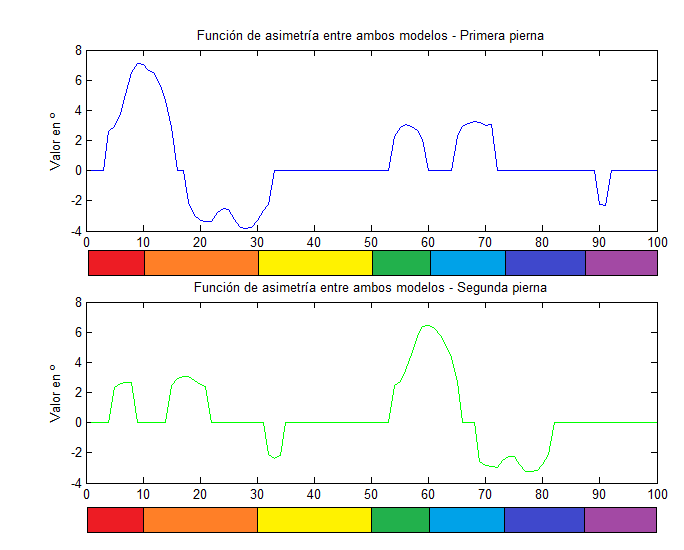 Función de asimetría entre ambos modelos - Primera pierna
8
6
4
2
0
-2
-4
Valor en º
0 10 20 30 40 50 60 70 80 90 100
Función de asimetría entre ambos modelos - Segunda pierna
8
6
4
2
0
-2
-4
Valor en º
0 10 20 30 40 50 60 70 80 90 100